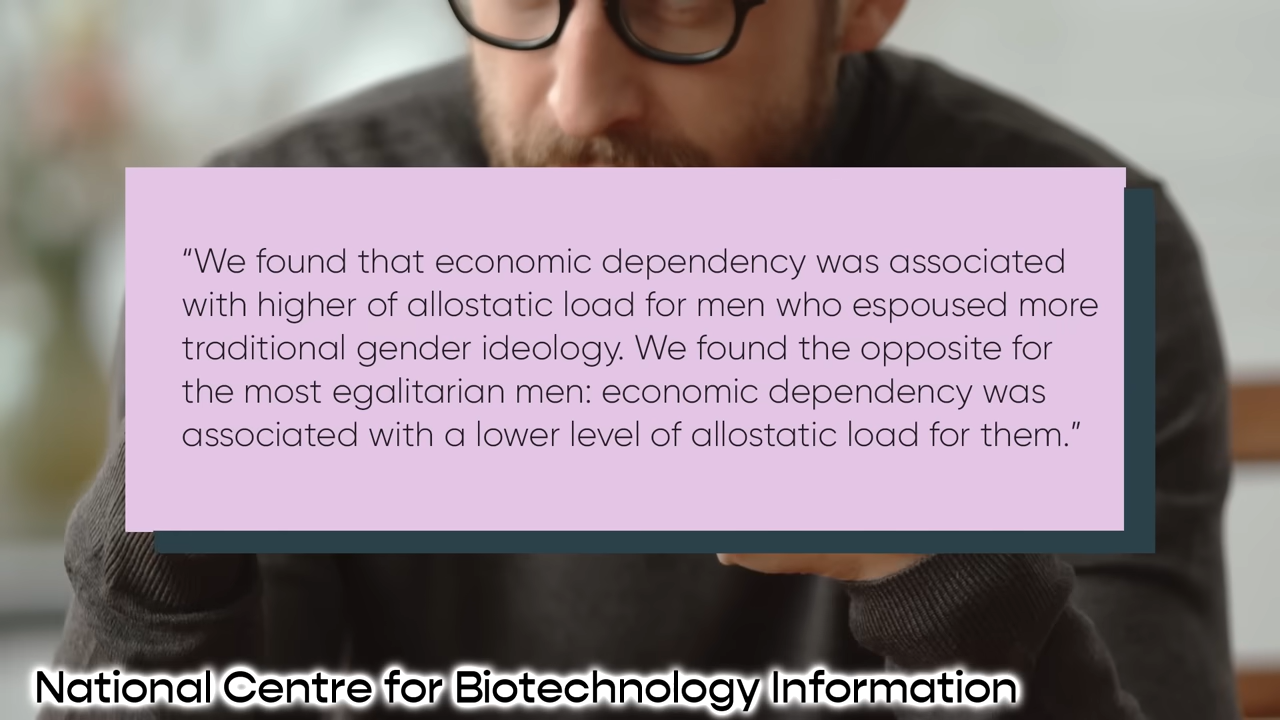 “We found that economic dependency was associated
with higher of allostatic load for men who espoused more
traditional gender ideology. We found the opposite for
the most egalitarian men: economic dependency was
associated with a lower level of allostatic load for them.”
National Centre for Biotechnology Information